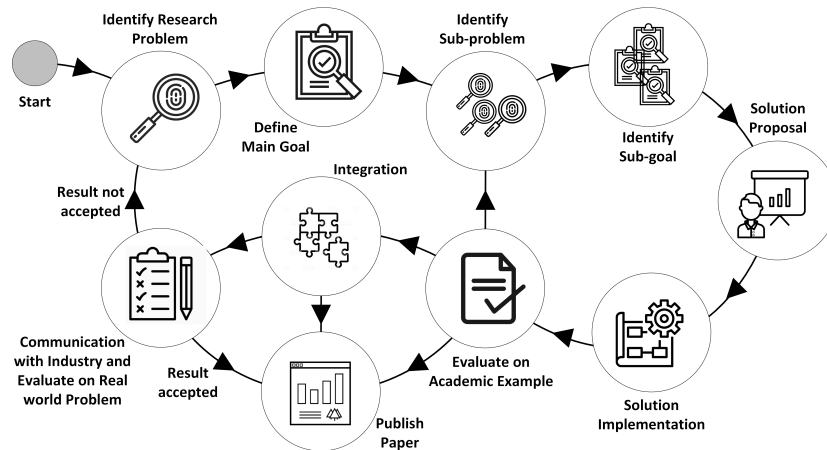 Start
Identify Research
Problem
Define
Main Goal
Identify
Sub-problem
Identify
Sub-goal
Solution
Proposal
Solution
Implementation
Evaluate on
Academic Example
Integration
Publish
Paper
Result not
accepted
Communication
with Industry and
Evaluate on Real
world Problem
Result
accepted